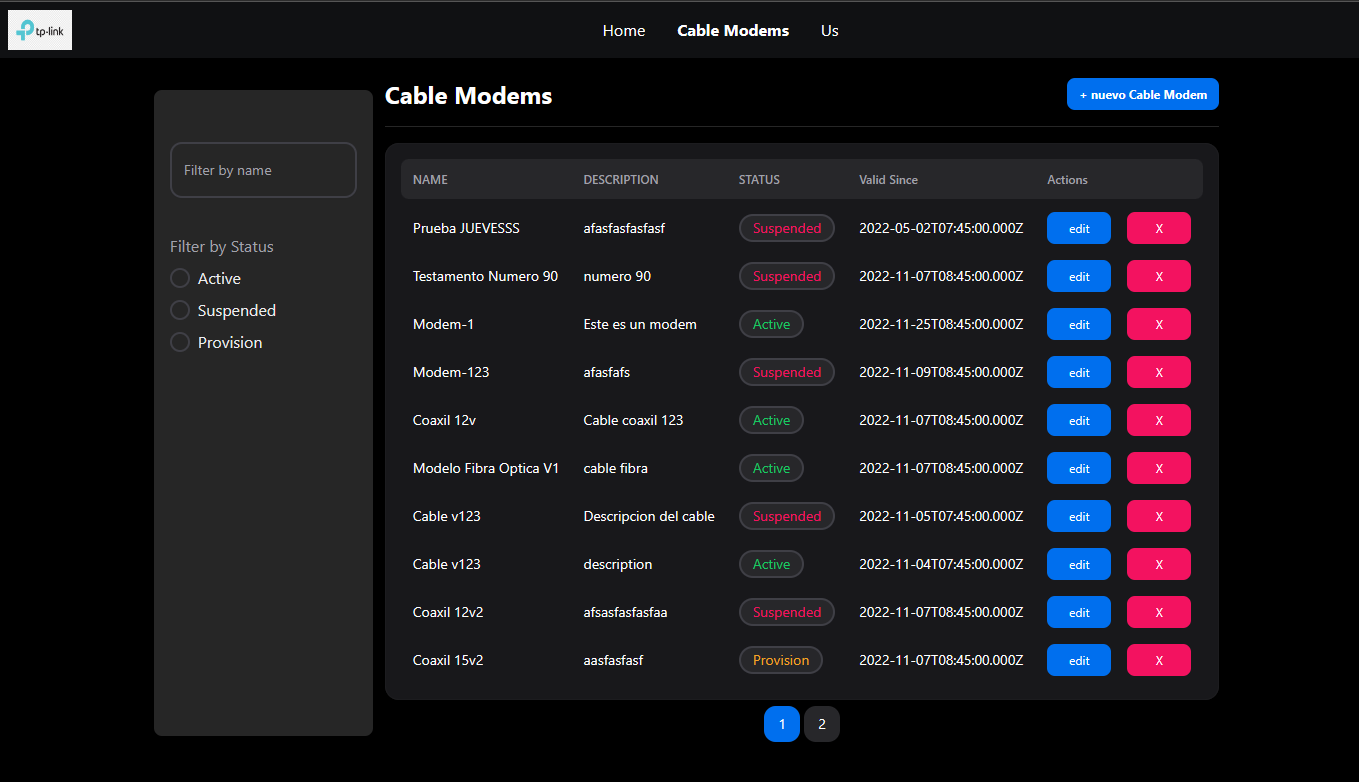 tp-link
Home Cable Modems Us
Cable Modems
+ nuevo Cable Modem
Filter by name
Filter by Status
Active
Suspended
Provision
NAME DESCRIPTION STATUS Valid Since Actions
Prueba JUEVESSS afasfasfasfasf Suspended 2022-05-02T07:45:00.000Z edit X
Testamento Numero 90 numero 90 Suspended 2022-11-07T08:45:00.000Z edit X
Modem-1 Este es un modem Active 2022-11-25T08:45:00.000Z edit X
Modem-123 afasfafs Suspended 2022-11-09T08:45:00.000Z edit X
Coaxil 12v Cable coaxil 123 Active 2022-11-07T08:45:00.000Z edit X
Modelo Fibra Optica V1 cable fibra Active 2022-11-07T08:45:00.000Z edit X
Cable v123 Descripcion del cable Suspended 2022-11-05T07:45:00.000Z edit X
Cable v123 description Active 2022-11-04T07:45:00.000Z edit X
Coaxil 12v2 afsasfasfasfaa Suspended 2022-11-07T08:45:00.000Z edit X
Coaxil 15v2 aasfasfasf Provision 2022-11-07T08:45:00.000Z edit X
1 2